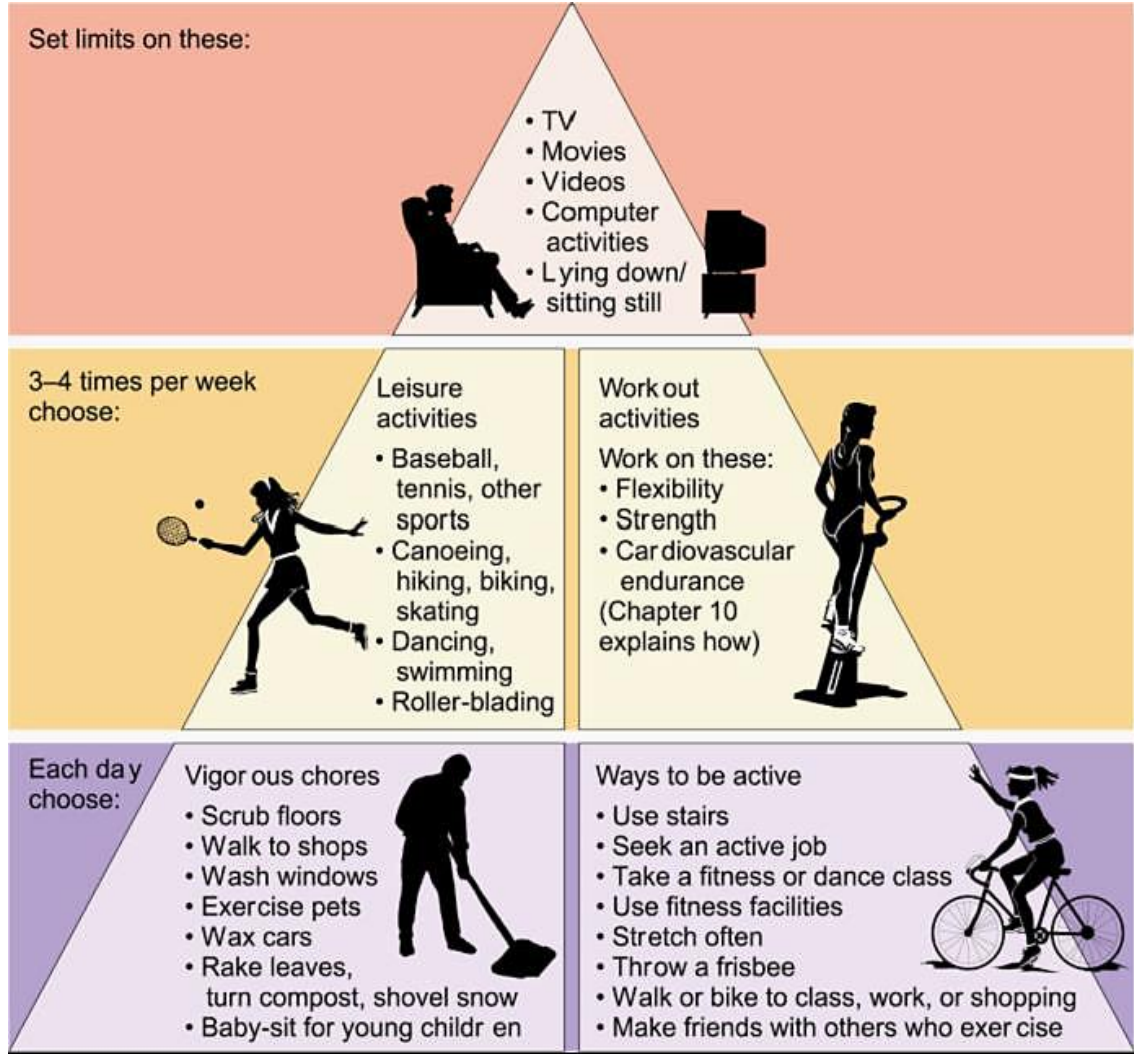 Set limits on these:
• TV
• Movies
• Videos
• Computer
activities
• Lying down/
sitting still
3–4 times per week
choose:
Leisure
activities
• Baseball,
tennis, other
sports
• Canoeing,
hiking, biking,
skating
• Dancing,
swimming
• Roller-blading
Work out
activities
Work on these:
• Flexibility
• Strength
• Cardiovascular
endurance
(Chapter 10
explains how)
Each day
choose:
Vigorous chores
• Scrub floors
• Walk to shops
• Wash windows
• Exercise pets
• Wax cars
• Rake leaves,
turn compost, shovel snow
• Baby-sit for young children
Ways to be active
• Use stairs
• Seek an active job
• Take a fitness or dance class
• Use fitness facilities
• Stretch often
• Throw a frisbee
• Walk or bike to class, work, or shopping
• Make friends with others who exercise